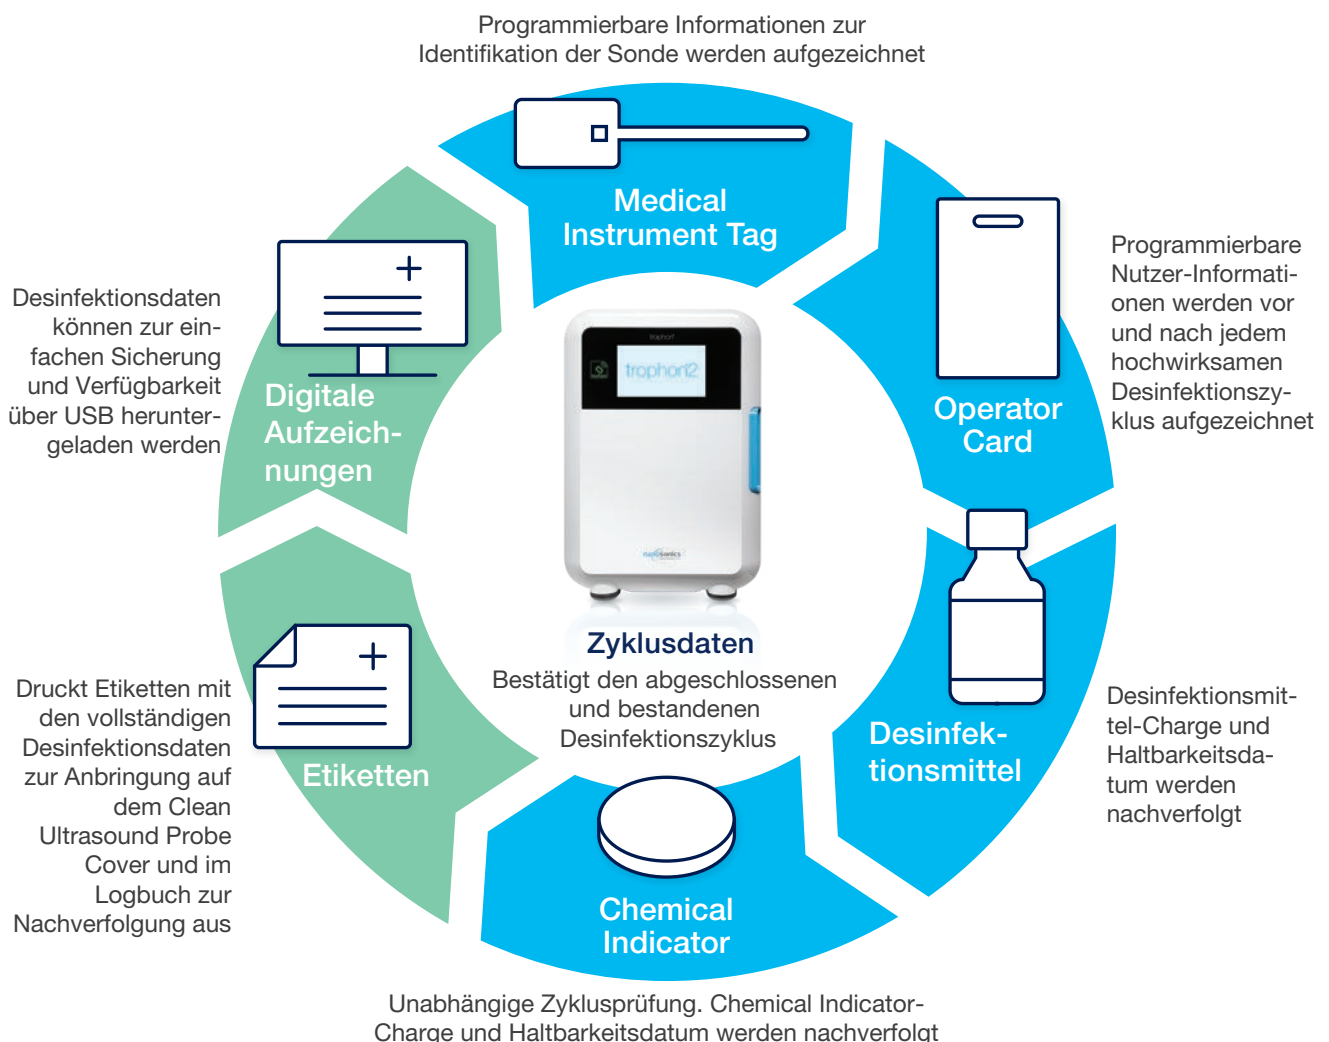 Programmierbare Informationen zur
Identifikation der Sonde werden aufgezeichnet
Medical
Instrument Tag
Programmierbare
Nutzer-Informati-
onen werden vor
und nach jedem
hochwirksamen
Desinfektionszy-
klus aufgezeichnet
Operator
Card
Desinfektionsmit-
tel-Charge und
Haltbarkeitsda-
tum werden
nachverfolgt
Desinfek-
tionsmittel
Chemical
Indicator
Unabhängige Zyklusprüfung. Chemical Indicator-
Charge und Haltbarkeitsdatum werden nachverfolgt
Etiketten
Druckt Etiketten mit
den vollständigen
Desinfektionsdaten
zur Anbringung auf
dem Clean
Ultrasound Probe
Cover und im
Logbuch zur
Nachverfolgung aus
Digitale
Aufzeich-
nungen
Desinfektionsdaten
können zur ein-
fachen Sicherung
und Verfügbarkeit
über USB herunter-
geladen werden
trophon
trophon2
nanosonics
Zyklusdaten
Bestätigt den abgeschlossenen
und bestandenen
Desinfektionszyklus